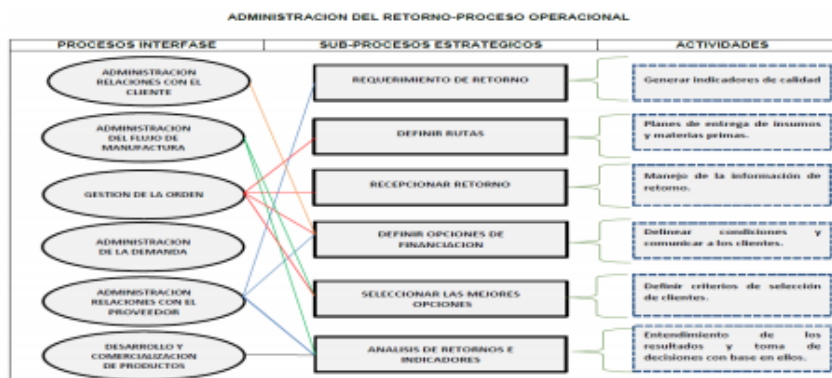 ADMINISTRACION DEL RETORNO-PROCESO OPERACIONAL
PROCESOS INTERFASE
SUB-PROCESOS ESTRATEGICOS
ACTIVIDADES
ADMINISTRACION
RELACIONES CON EL
CLIENTE
REQUERIMIENTO DE RETORNO
Generar indicadores de calidad
ADMINISTRACION
DEL FLUJO DE
MANUFACTURA
DEFINIR RUTAS
Planes de entrega de insumos
y materias primas.
GESTION DE LA ORDEN
RECEPCIONAR RETORNO
Manejo de la información de
retorno.
ADMINISTRACION
DE LA DEMANDA
DEFINIR OPCIONES DE
FINANCIACION
Delinear condiciones y
comunicar a los clientes.
ADMINISTRACION
RELACIONES CON EL
PROVEEDOR
SELECCIONAR LAS MEJORES
OPCIONES
Definir criterios de selección
de clientes.
DESARROLLO Y
COMERCIALIZACION
DE PRODUCTOS
ANALISIS DE RETORNOS E
INDICADORES
Entendimiento de los
resultados y toma de
decisiones con base en ellos.